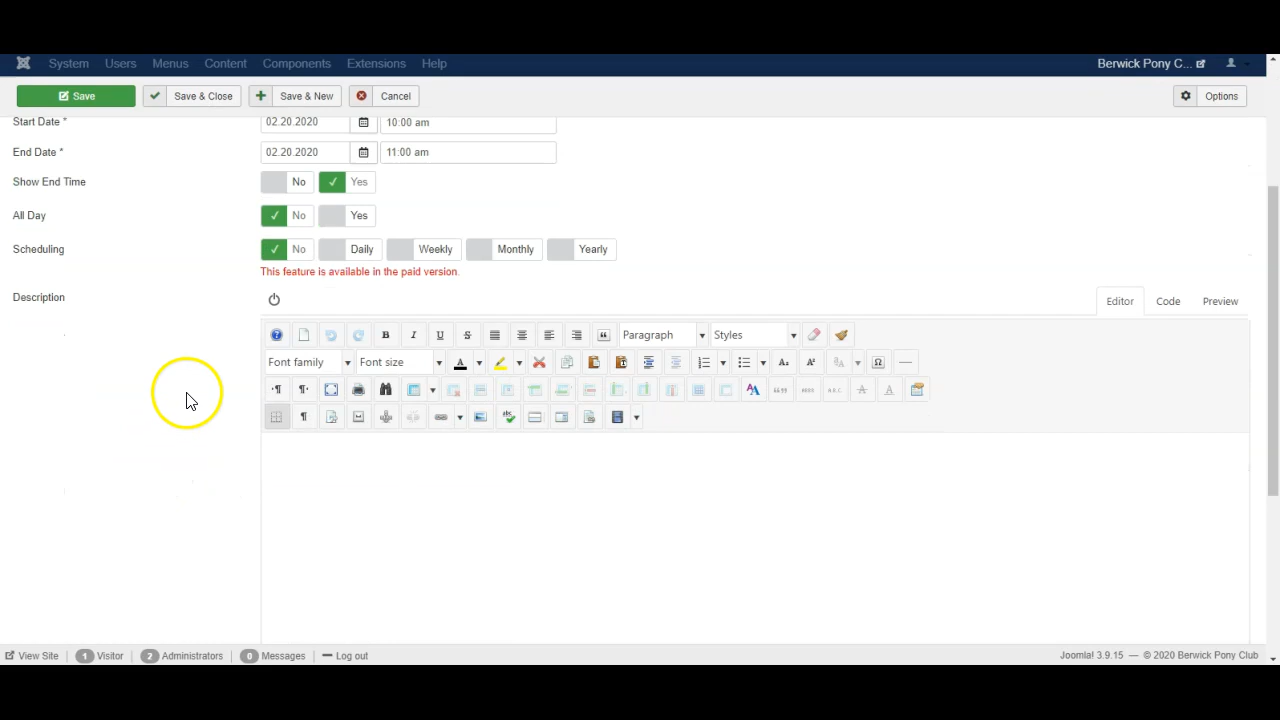 System Users Menus Content Components Extensions Help Berwick Pony C...
Save Save & Close Save & New Cancel Options
Start Date * 02.20.2020 10:00 am
End Date * 02.20.2020 11:00 am
Show End Time No Yes
All Day No Yes
Scheduling No Daily Weekly Monthly Yearly
This feature is available in the paid version.
Description Editor Code Preview
B I U S Paragraph Styles
Font family Font size A
View Site 1 Visitor 2 Administrators 0 Messages Log out Joomla! 3.9.15 — © 2020 Berwick Pony Club